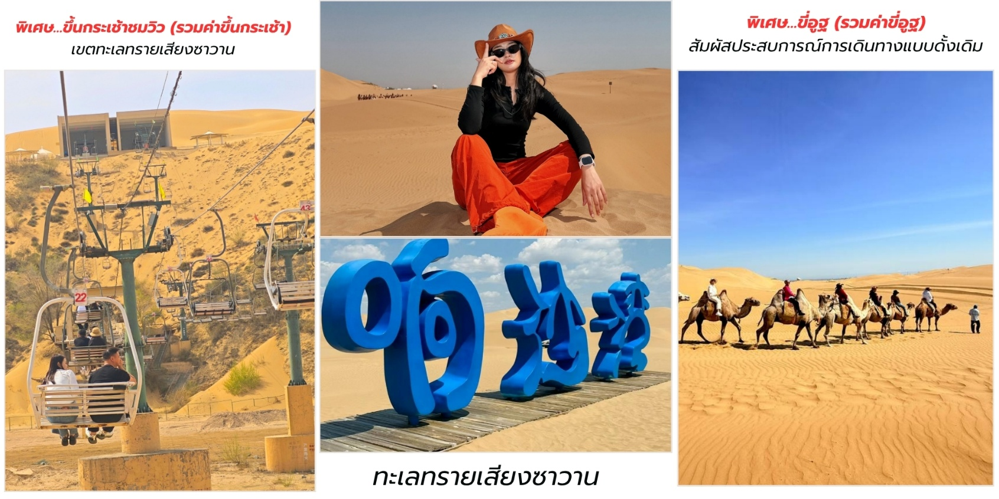 พิเศษ...ขึ้นกระเช้าชมวิว (รวมค่าขึ้นกระเช้า)
เขตทะเลทรายเสียงซาวาน
พิเศษ...ขี่อูฐ (รวมค่าขี่อูฐ)
สัมผัสประสบการณ์การเดินทางแบบดั้งเดิม
22
43
响沙湾
ทะเลทรายเสียงซาวาน